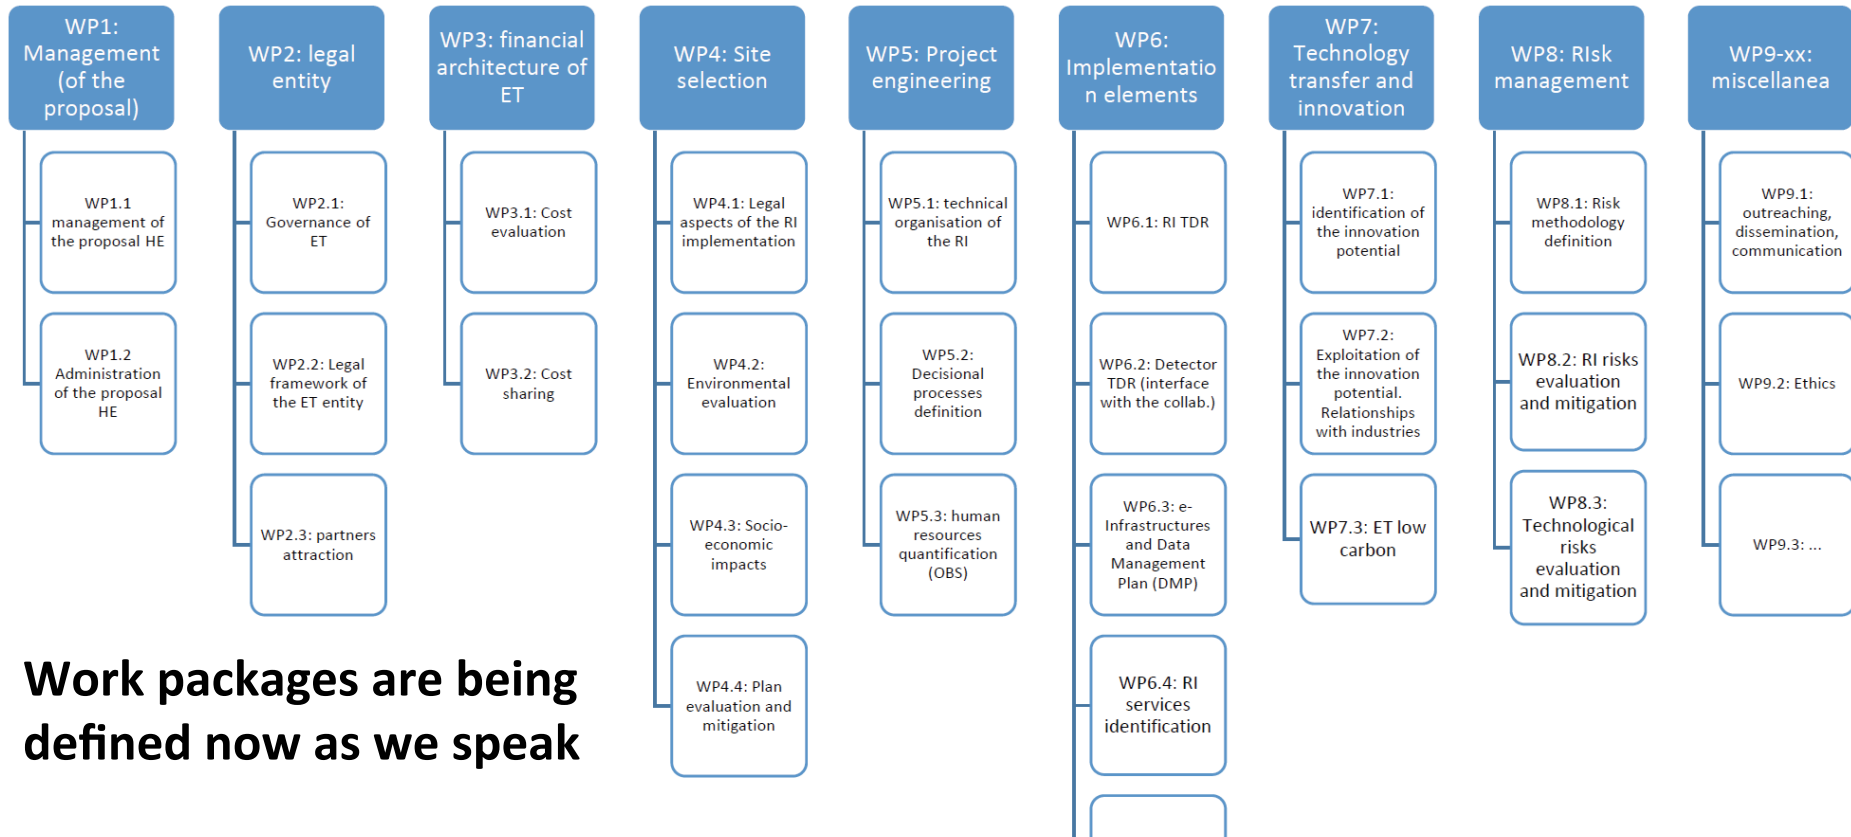 WP1:
Management
(of the
proposal)
WP1.1
management of
the proposal HE
WP1.2
Administration
of the proposal
HE
WP2: legal
entity
WP2.1:
Governance of
ET
WP2.2: Legal
framework of
the ET entity
WP2.3: partners
attraction
WP3: financial
architecture of
ET
WP3.1: Cost
evaluation
WP3.2: Cost
sharing
WP4: Site
selection
WP4.1: Legal
aspects of the RI
implementation
WP4.2:
Environmental
evaluation
WP4.3: Socio-
economic
impacts
WP4.4: Plan
evaluation and
mitigation
WP5: Project
engineering
WP5.1: technical
organisation of
the RI
WP5.2:
Decisional
processes
definition
WP5.3: human
resources
quantification
(OBS)
WP6:
Implementatio
n elements
WP6.1: RI TDR
WP6.2: Detector
TDR (interface
with the collab.)
WP6.3: e-
Infrastructures
and Data
Management
Plan (DMP)
WP6.4: RI
services
identification
WP7:
Technology
transfer and
innovation
WP7.1:
identification of
the innovation
potential
WP7.2:
Exploitation of
the innovation
potential.
Relationships
with industries
WP7.3: ET low
carbon
WP8: RIsk
management
WP8.1: Risk
methodology
definition
WP8.2: RI risks
evaluation
and mitigation
WP8.3:
Technological
risks
evaluation
and mitigation
WP9-xx:
miscellanea
WP9.1:
outreaching,
dissemination,
communication
WP9.2: Ethics
WP9.3: ...
Work packages are being
defined now as we speak